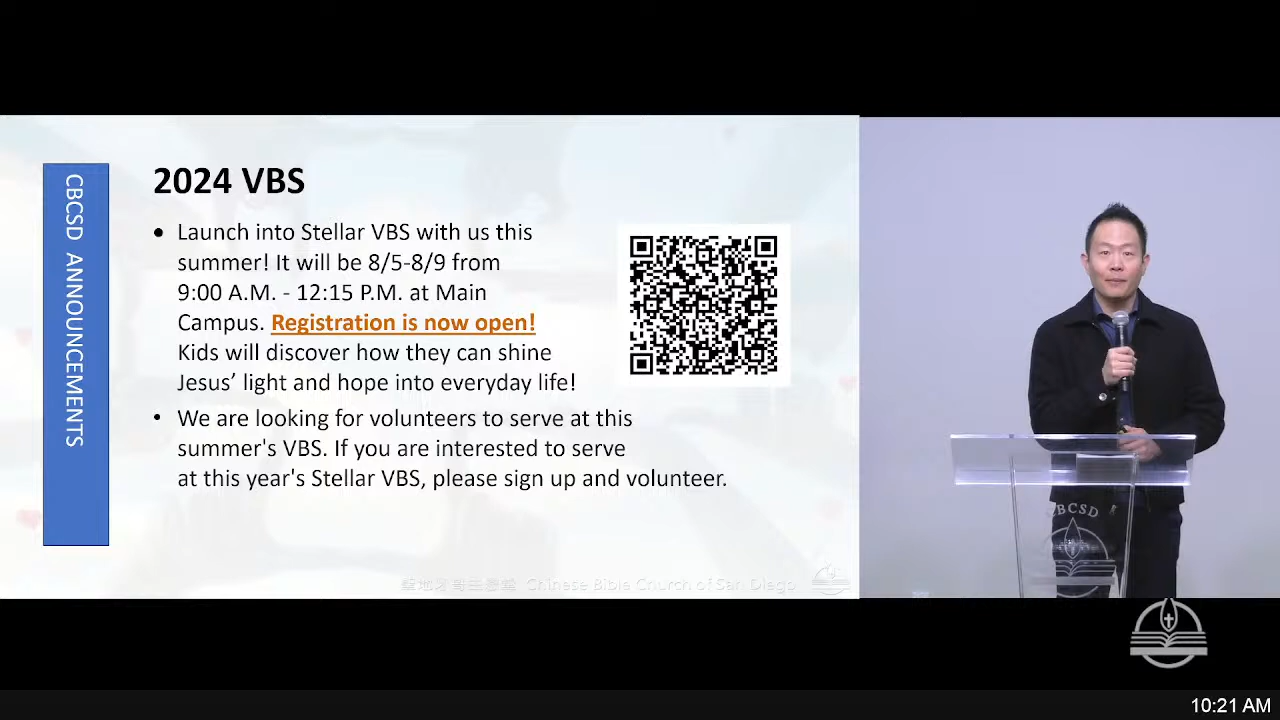 CBCSD ANNOUNCEMENTS
2024 VBS
• Launch into Stellar VBS with us this
summer! It will be 8/5-8/9 from
9:00 A.M. - 12:15 P.M. at Main
Campus. Registration is now open!
Kids will discover how they can shine
Jesus’ light and hope into everyday life!
• We are looking for volunteers to serve at this
summer's VBS. If you are interested to serve
at this year's Stellar VBS, please sign up and volunteer.
Chinese Bible Church of San Diego
CBCSD
10:21 AM